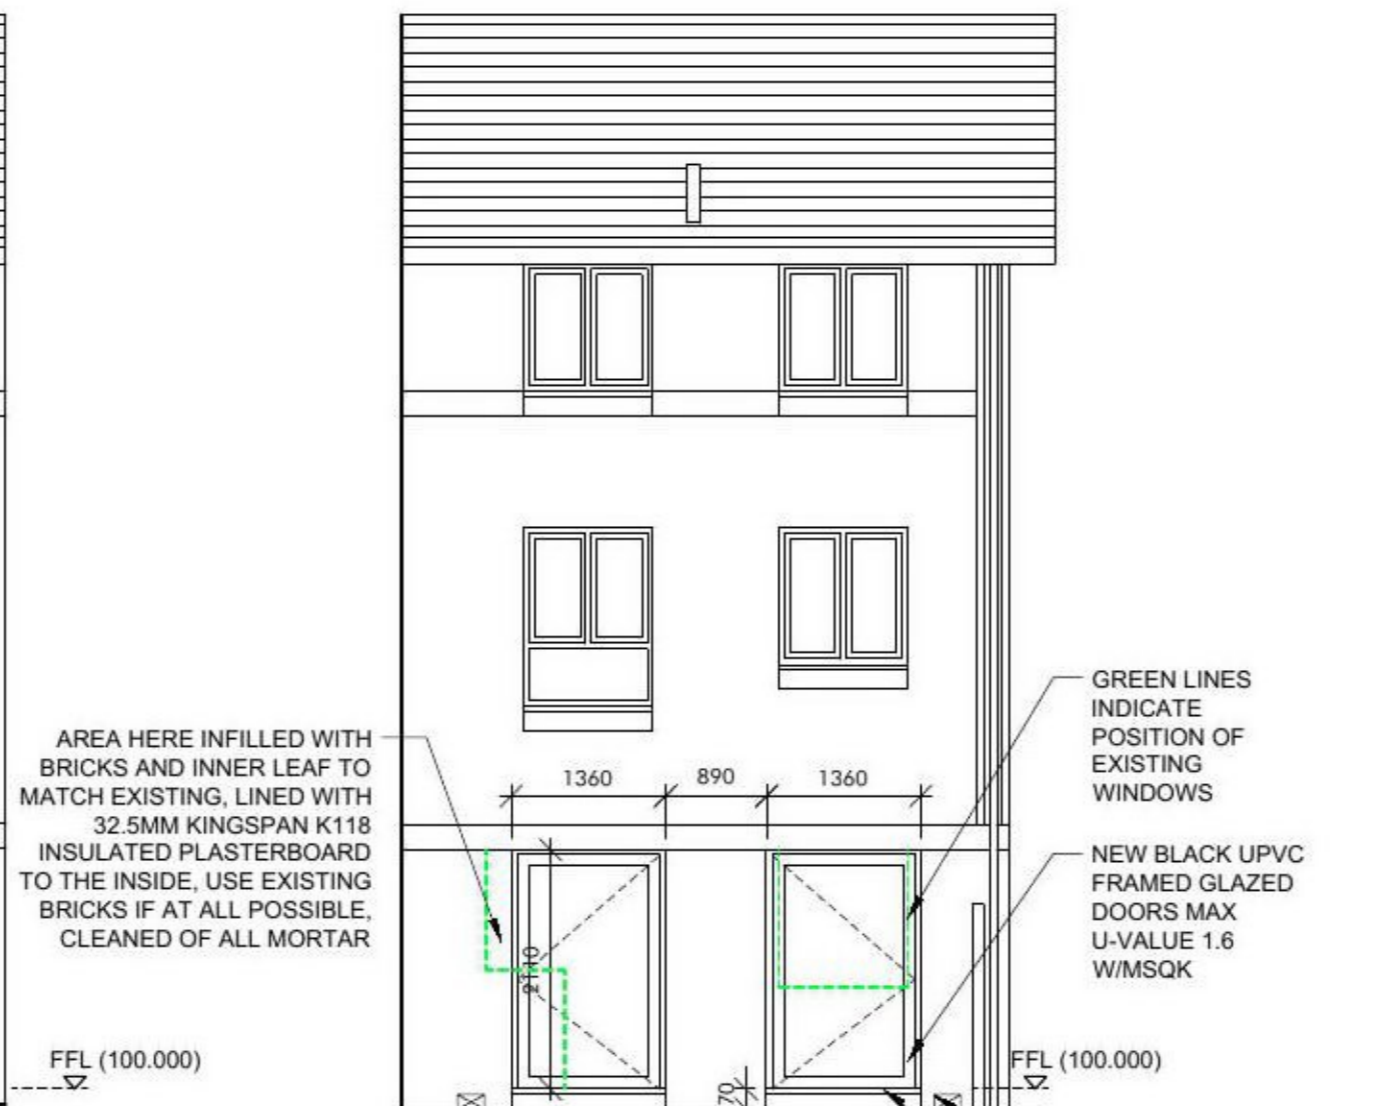 GREEN LINES
INDICATE
POSITION OF
EXISTING
WINDOWS
AREA HERE INFILLED WITH
BRICKS AND INNER LEAF TO
MATCH EXISTING, LINED WITH
32.5MM KINGSPAN K118
INSULATED PLASTERBOARD
TO THE INSIDE, USE EXISTING
BRICKS IF AT ALL POSSIBLE,
CLEANED OF ALL MORTAR
1360 890 1360
NEW BLACK UPVC
FRAMED GLAZED
DOORS MAX
U-VALUE 1.6
W/MSQK
2110
FFL (100.000)
FFL (100.000)